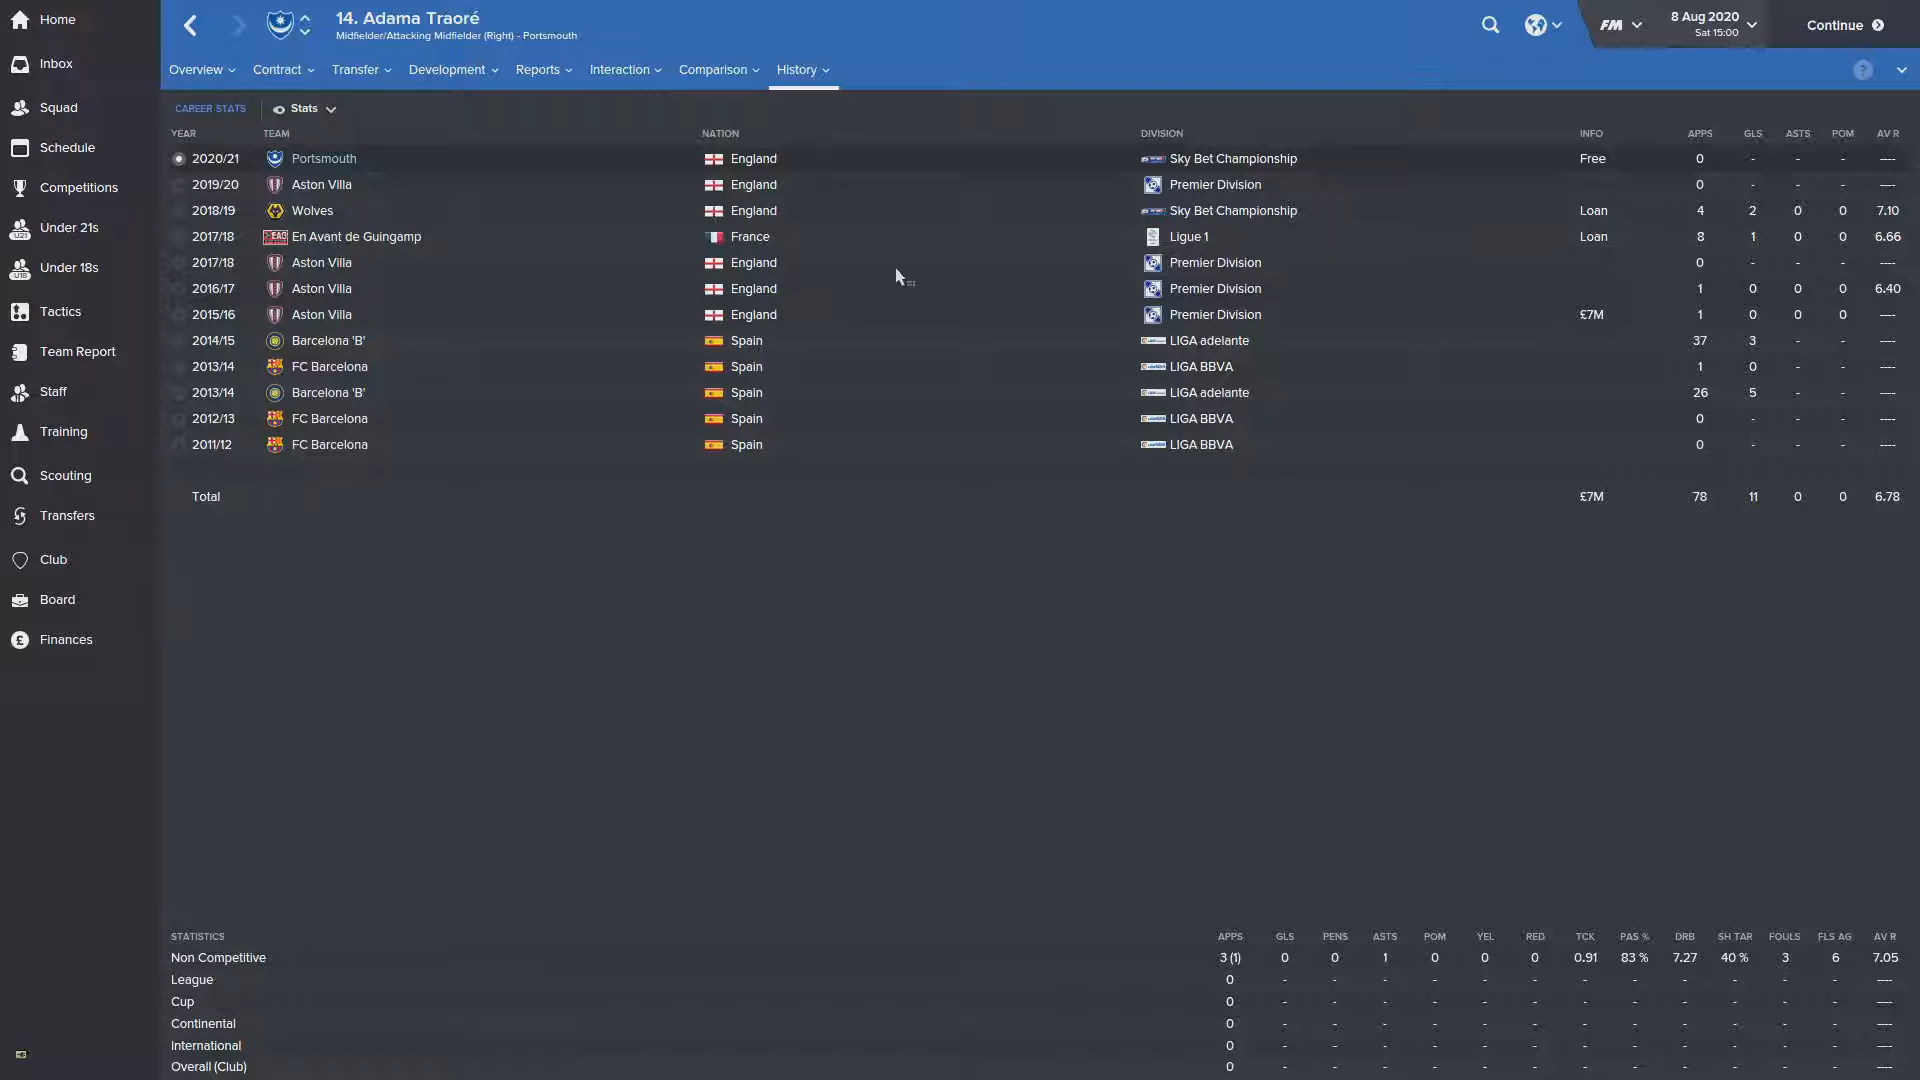 Home
Inbox
Squad
Schedule
Competitions
Under 21s
Under 18s
Tactics
Team Report
Staff
Training
Scouting
Transfers
Club
Board
Finances
14. Adama Traoré
Midfielder/Attacking Midfielder (Right) - Portsmouth
FM
8 Aug 2020
Sat 15:00
Continue
Overview Contract Transfer Development Reports Interaction Comparison History
CAREER STATS Stats
YEAR TEAM NATION DIVISION INFO APPS GLS ASTS POM AV R
2020/21 Portsmouth England Sky Bet Championship Free 0 - - - ----
2019/20 Aston Villa England Premier Division 0 - - - ----
2018/19 Wolves England Sky Bet Championship Loan 4 2 0 0 7.10
2017/18 En Avant de Guingamp France Ligue 1 Loan 8 1 0 0 6.66
2017/18 Aston Villa England Premier Division 0 - - - ----
2016/17 Aston Villa England Premier Division 1 0 0 0 6.40
2015/16 Aston Villa England Premier Division £7M 1 0 0 0 ----
2014/15 Barcelona 'B' Spain LIGA adelante 37 3 - - ----
2013/14 FC Barcelona Spain LIGA BBVA 1 0 - - ----
2013/14 Barcelona 'B' Spain LIGA adelante 26 5 - - ----
2012/13 FC Barcelona Spain LIGA BBVA 0 - - - ----
2011/12 FC Barcelona Spain LIGA BBVA 0 - - - ----
Total £7M 78 11 0 0 6.78
STATISTICS APPS GLS PENS ASTS POM YEL RED TCK PAS % DRB SH TAR FOULS FLS AG AV R
Non Competitive 3 (1) 0 0 1 0 0 0 0.91 83 % 7.27 40 % 3 6 7.05
League 0 - - - - - - - - - - - - ----
Cup 0 - - - - - - - - - - - - ----
Continental 0 - - - - - - - - - - - - ----
International 0 - - - - - - - - - - - - ----
Overall (Club) 0 - - - - - - - - - - - - ----